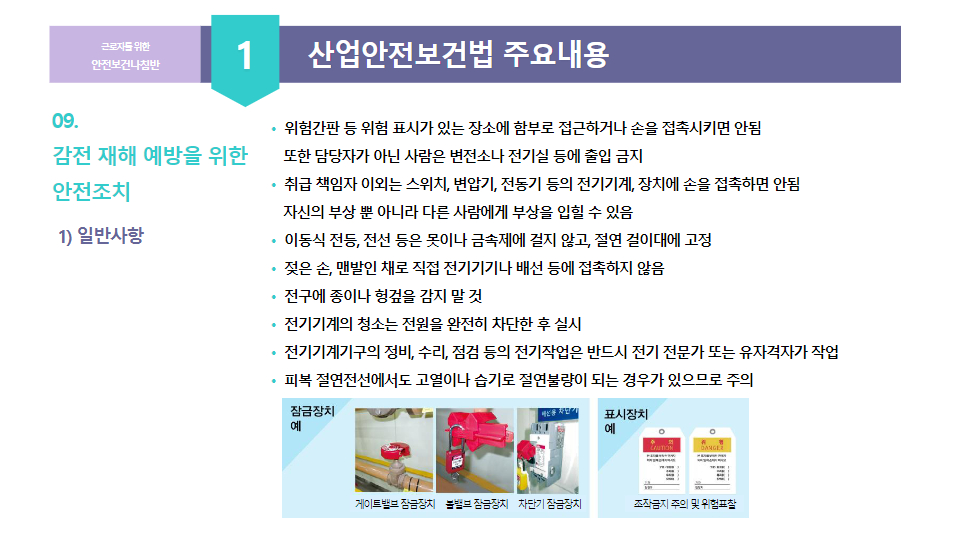 근로자를 위한
안전보건나침반
1
산업안전보건법 주요내용
09.
감전 재해 예방을 위한
안전조치
1) 일반사항
• 위험간판 등 위험 표시가 있는 장소에 함부로 접근하거나 손을 접촉시키면 안됨
또한 담당자가 아닌 사람은 변전소나 전기실 등에 출입 금지
• 취급 책임자 이외는 스위치, 변압기, 전동기 등의 전기기계, 장치에 손을 접촉하면 안됨
자신의 부상 뿐 아니라 다른 사람에게 부상을 입힐 수 있음
• 이동식 전등, 전선 등은 못이나 금속제에 걸지 않고, 절연 걸이대에 고정
• 젖은 손, 맨발인 채로 직접 전기기기나 배선 등에 접촉하지 않음
• 전구에 종이나 헝겊을 감지 말 것
• 전기기계의 청소는 전원을 완전히 차단한 후 실시
• 전기기계기구의 정비, 수리, 점검 등의 전기작업은 반드시 전기 전문가 또는 유자격자가 작업
• 피복 절연전선에서도 고열이나 습기로 절연불량이 되는 경우가 있으므로 주의
잠금장치
예
게이트밸브 잠금장치
볼밸브 잠금장치
차단기 잠금장치
표시장치
예
주 의
CAUTION
위 험
DANGER
조작금지 주의 및 위험표찰